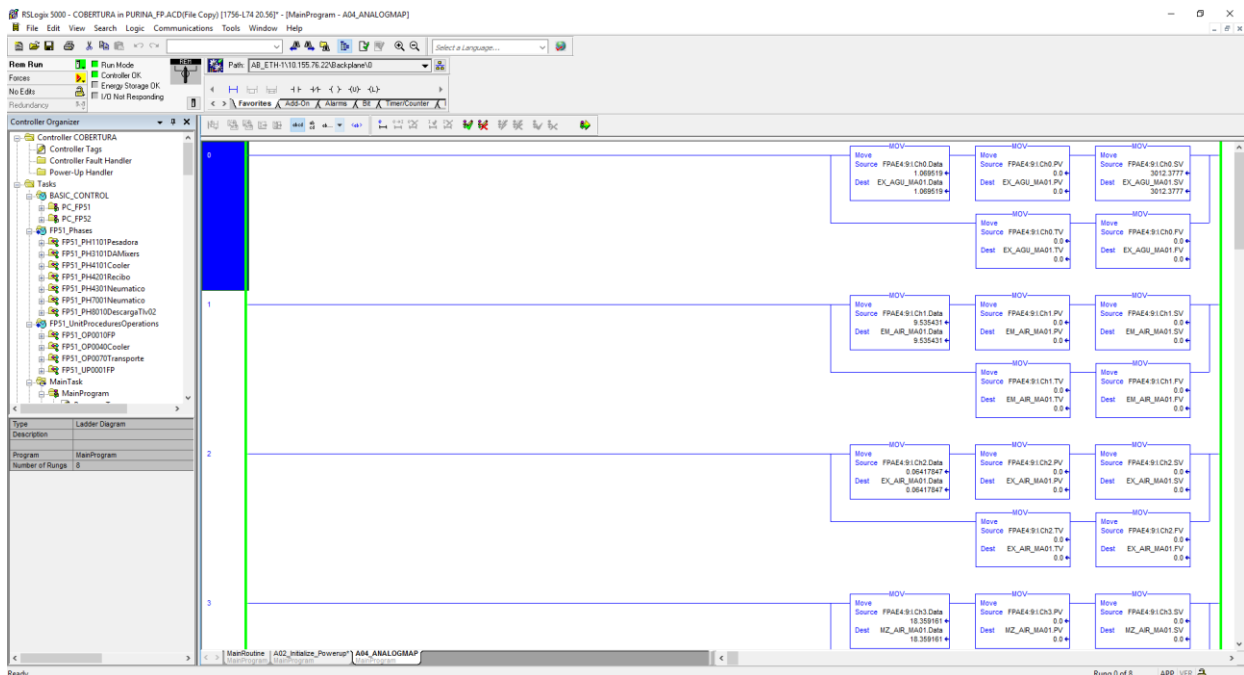 RSLogix 5000 - COBERTURA in PURINA_FP.ACD(File Copy) [1756-L74 20.56]* - [MainProgram - A04_ANALOGMAP]
File Edit View Search Logic Communications Tools Window Help
Select a Language...
Rem Run
Run Mode
REM
Path: AB_ETH-1\10.155.76.22\Backplane\0
Forces
Controller OK
No Edits
Energy Storage OK
Redundancy
I/O Not Responding
Favorites Add-On Alarms Bit Timer/Counter
Controller Organizer
Controller COBERTURA
Controller Tags
Controller Fault Handler
Power-Up Handler
Tasks
BASIC_CONTROL
PC_FP51
PC_FP52
FP51_Phases
FP51_PH1101Pesadora
FP51_PH3101DAMixers
FP51_PH4101Cooler
FP51_PH4201Recibo
FP51_PH4301Neumatico
FP51_PH7001Neumatico
FP51_PH8010DescargaTlv02
FP51_UnitProceduresOperations
FP51_OP0010FP
FP51_OP0040Cooler
FP51_OP0070Transporte
FP51_UP0001FP
MainTask
MainProgram
Type Ladder Diagram
Description
Program MainProgram
Number of Rungs 8
0
MOV MOV MOV
Move Move Move
Source FPAE4:9:I.Ch0.Data Source FPAE4:9:I.Ch0.PV Source FPAE4:9:I.Ch0.SV
1.069519 0.0 3012.3777
Dest EX_AGU_MA01.Data Dest EX_AGU_MA01.PV Dest EX_AGU_MA01.SV
1.069519 0.0 3012.3777
MOV MOV
Move Move
Source FPAE4:9:I.Ch0.TV Source FPAE4:9:I.Ch0.FV
0.0 0.0
Dest EX_AGU_MA01.TV Dest EX_AGU_MA01.FV
0.0 0.0
1
MOV MOV MOV
Move Move Move
Source FPAE4:9:I.Ch1.Data Source FPAE4:9:I.Ch1.PV Source FPAE4:9:I.Ch1.SV
9.535431 0.0 0.0
Dest EM_AIR_MA01.Data Dest EM_AIR_MA01.PV Dest EM_AIR_MA01.SV
9.535431 0.0 0.0
MOV MOV
Move Move
Source FPAE4:9:I.Ch1.TV Source FPAE4:9:I.Ch1.FV
0.0 0.0
Dest EM_AIR_MA01.TV Dest EM_AIR_MA01.FV
0.0 0.0
2
MOV MOV MOV
Move Move Move
Source FPAE4:9:I.Ch2.Data Source FPAE4:9:I.Ch2.PV Source FPAE4:9:I.Ch2.SV
0.06417847 0.0 0.0
Dest EX_AIR_MA01.Data Dest EX_AIR_MA01.PV Dest EX_AIR_MA01.SV
0.06417847 0.0 0.0
MOV MOV
Move Move
Source FPAE4:9:I.Ch2.TV Source FPAE4:9:I.Ch2.FV
0.0 0.0
Dest EX_AIR_MA01.TV Dest EX_AIR_MA01.FV
0.0 0.0
3
MOV MOV MOV
Move Move Move
Source FPAE4:9:I.Ch3.Data Source FPAE4:9:I.Ch3.PV Source FPAE4:9:I.Ch3.SV
18.359161 0.0 0.0
Dest MZ_AIR_MA01.Data Dest MZ_AIR_MA01.PV Dest MZ_AIR_MA01.SV
18.359161 0.0 0.0
MainRoutine A02_Initialize_Powerup* A04_ANALOGMAP
MainProgram MainProgram MainProgram
Ready
Rung 0 of 8 APP VER